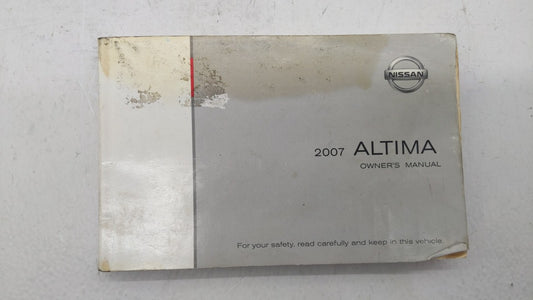 NISSAN
2007 ALTIMA
OWNER'S MANUAL
For your safety, read carefully and keep in this vehicle.